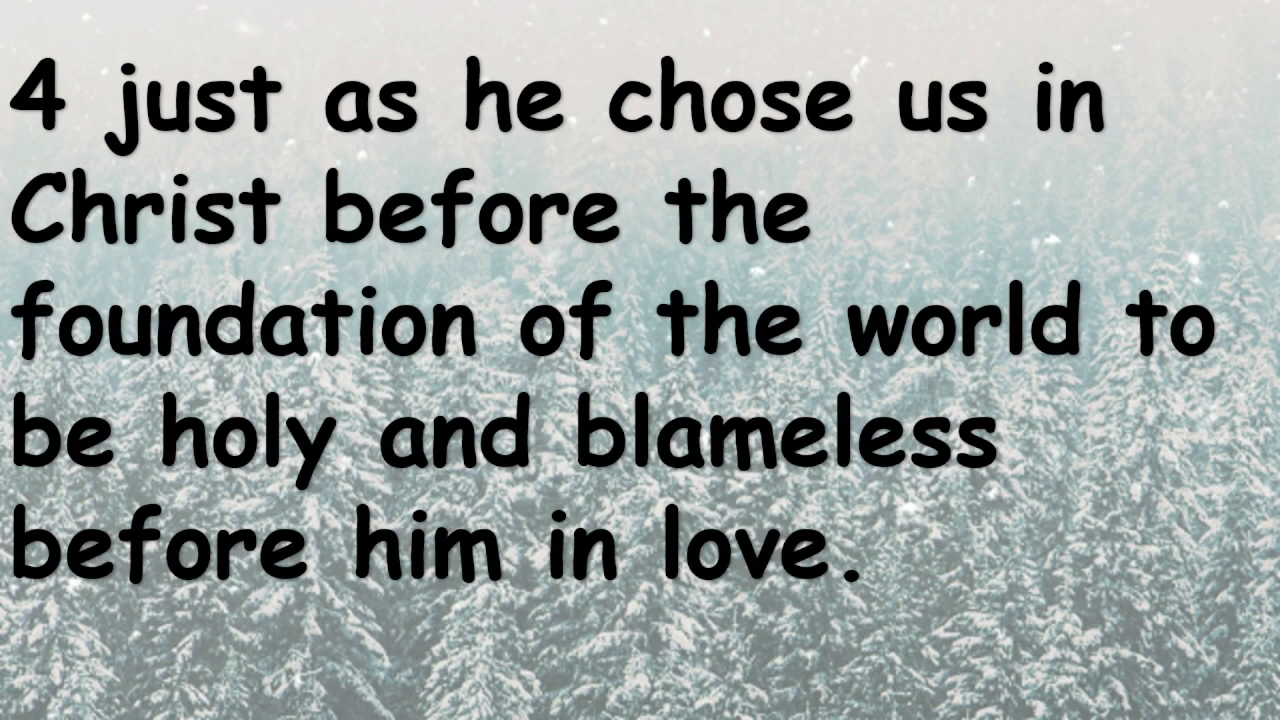 4 just as he chose us in
Christ before the
foundation of the world to
be holy and blameless
before him in love.